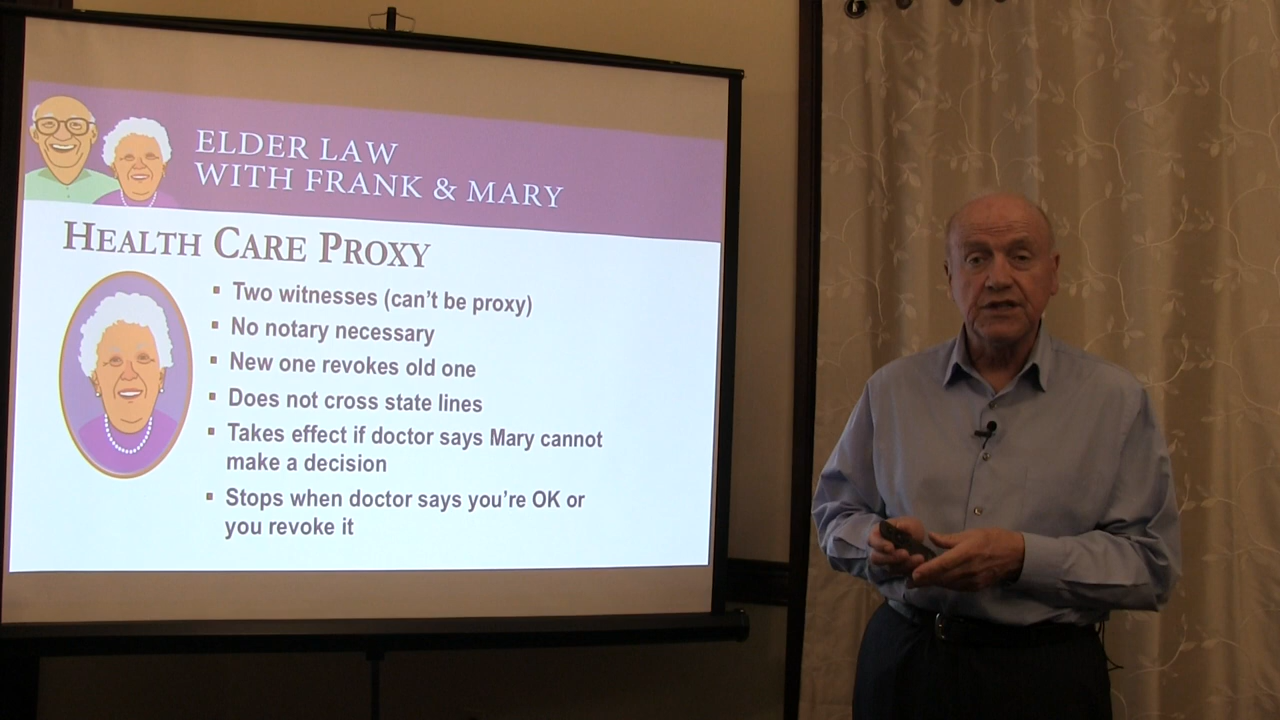 ELDER LAW
WITH FRANK & MARY
HEALTH CARE PROXY
▪ Two witnesses (can't be proxy)
▪ No notary necessary
▪ New one revokes old one
▪ Does not cross state lines
▪ Takes effect if doctor says Mary cannot
make a decision
▪ Stops when doctor says you're OK or
you revoke it